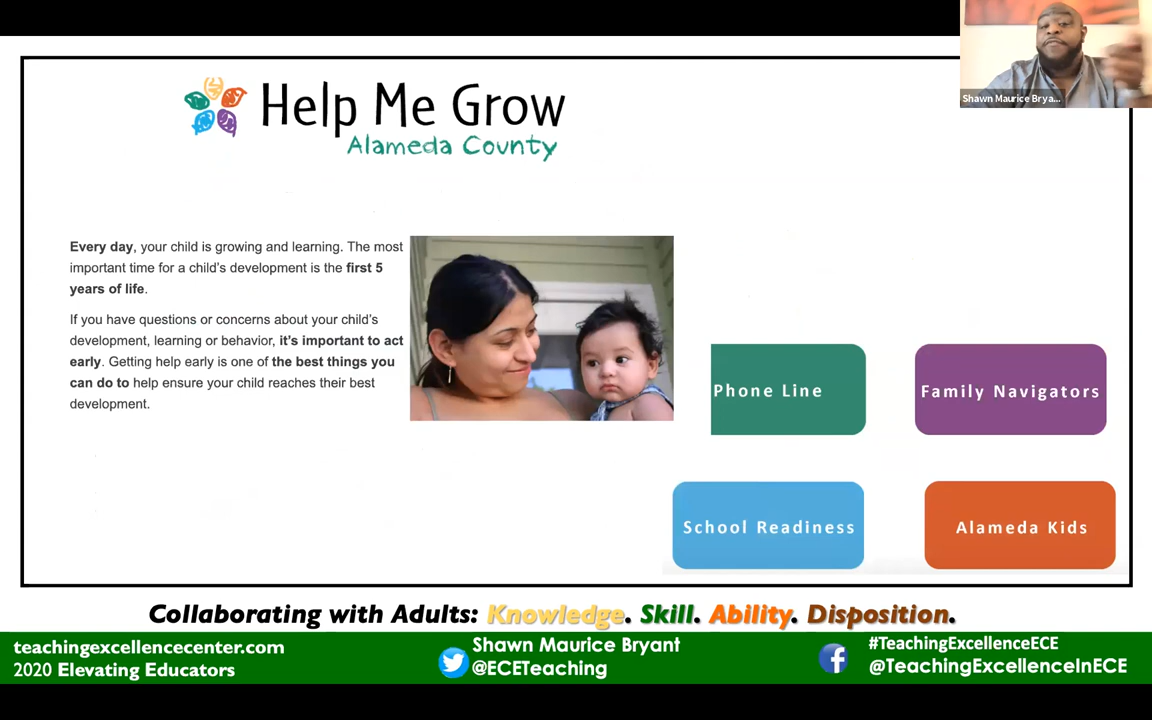 Help Me Grow
Alameda County
Shawn Maurice Brya...
Every day, your child is growing and learning. The most
important time for a child's development is the first 5
years of life.
If you have questions or concerns about your child's
development, learning or behavior, it's important to act
early. Getting help early is one of the best things you
can do to help ensure your child reaches their best
development.
Phone Line
Family Navigators
School Readiness
Alameda Kids
Collaborating with Adults: Knowledge. Skill. Ability. Disposition.
teachingexcellencecenter.com
2020 Elevating Educators
Shawn Maurice Bryant
@ECETeaching
#TeachingExcellenceECE
@TeachingExcellenceInECE